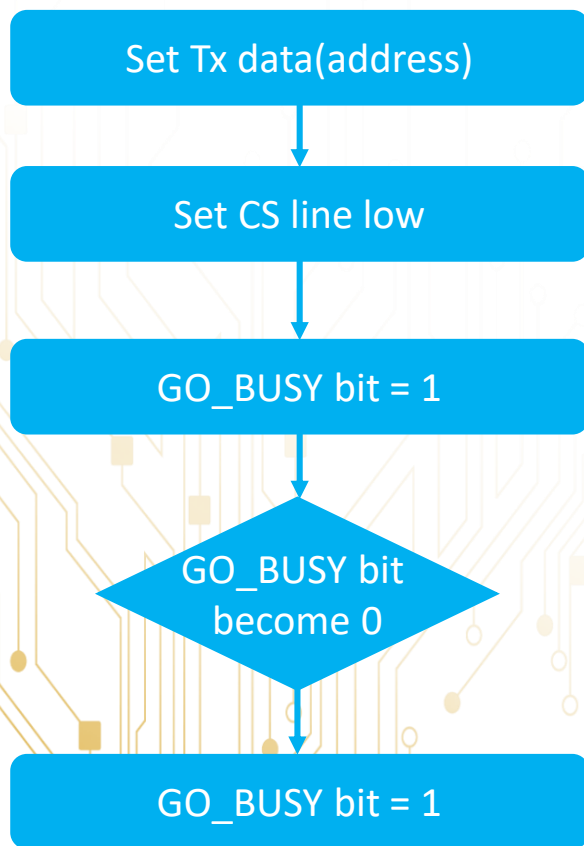 Set Tx data(address)
Set CS line low
GO_BUSY bit = 1
GO_BUSY bit
become 0
GO_BUSY bit = 1